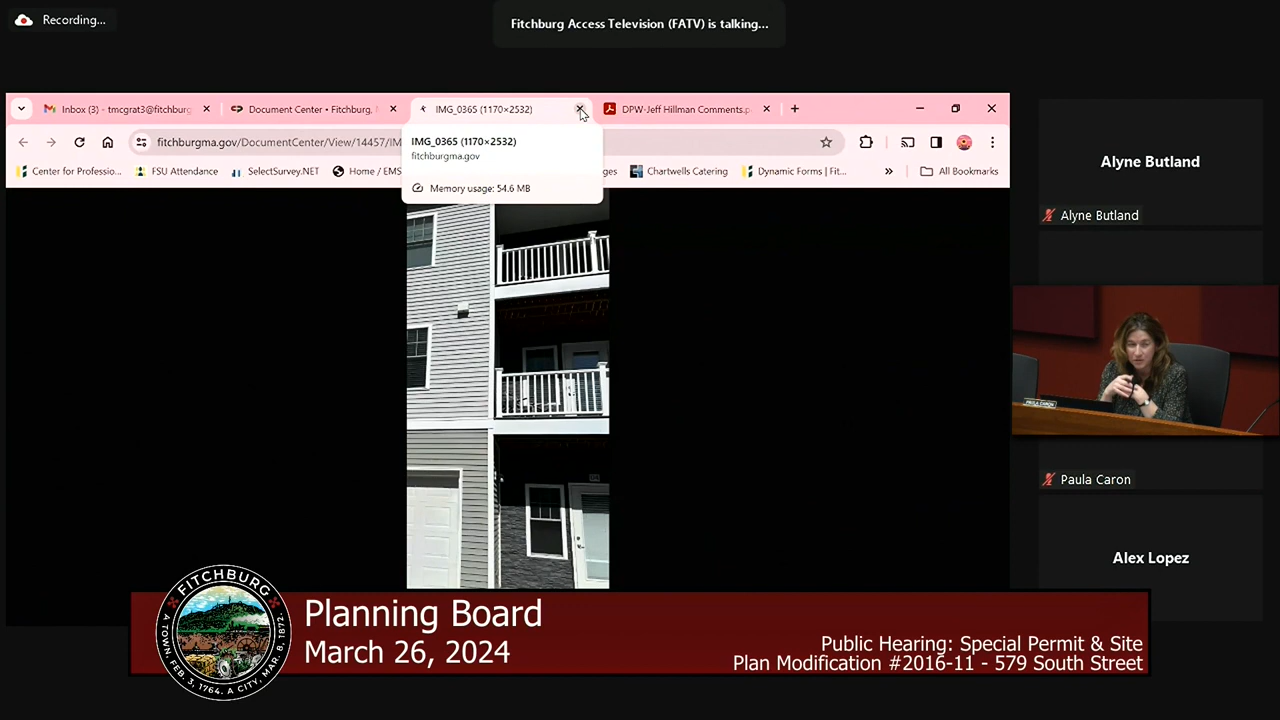 Recording...
Fitchburg Access Television (FATV) is talking...
Inbox (3) - tmcgrat3@fitchburg
Document Center • Fitchburg,
IMG_0365 (1170×2532)
DPW-Jeff Hillman Comments.p
fitchburgma.gov/DocumentCenter/View/14457/IM
IMG_0365 (1170×2532)
fitchburgma.gov
Memory usage: 54.6 MB
Center for Professio...
FSU Attendance
SelectSurvey.NET
Home / EMS
ges
Chartwells Catering
Dynamic Forms | Fit...
All Bookmarks
Alyne Butland
Alyne Butland
PAULA CARON
Paula Caron
Alex Lopez
FITCHBURG
A TOWN, FEB. 3, 1764. A CITY, MAR. 8, 1872.
Planning Board
March 26, 2024
Public Hearing: Special Permit & Site
Plan Modification #2016-11 - 579 South Street